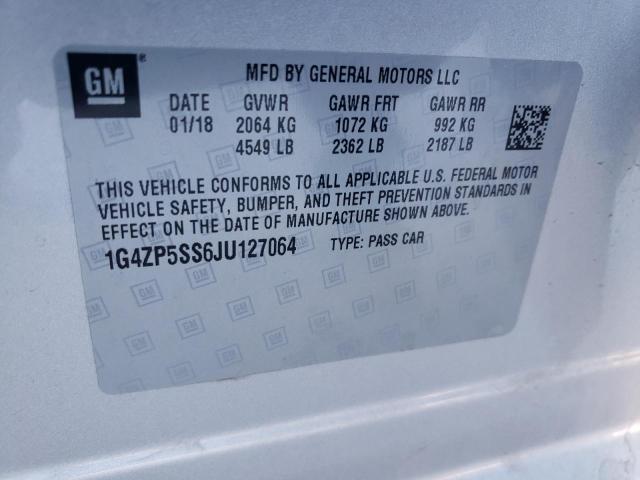 GM
MFD BY GENERAL MOTORS LLC
DATE GVWR GAWR FRT GAWR RR
01/18 2064 KG 1072 KG 992 KG
4549 LB 2362 LB 2187 LB
THIS VEHICLE CONFORMS TO ALL APPLICABLE U.S. FEDERAL MOTOR
VEHICLE SAFETY, BUMPER, AND THEFT PREVENTION STANDARDS IN
EFFECT ON THE DATE OF MANUFACTURE SHOWN ABOVE.
1G4ZP5SS6JU127064 TYPE: PASS CAR